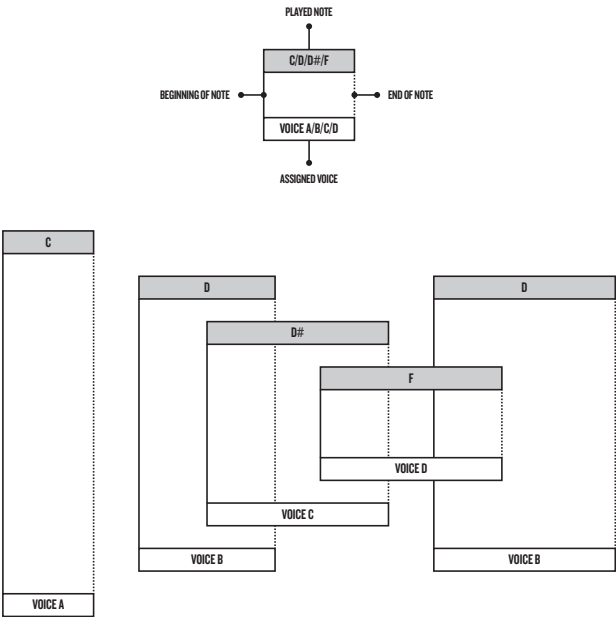 PLAYED NOTE
C/D/D#/F
BEGINNING OF NOTE
END OF NOTE
VOICE A/B/C/D
ASSIGNED VOICE
C
D
D
D#
F
VOICE D
VOICE C
VOICE B
VOICE B
VOICE A